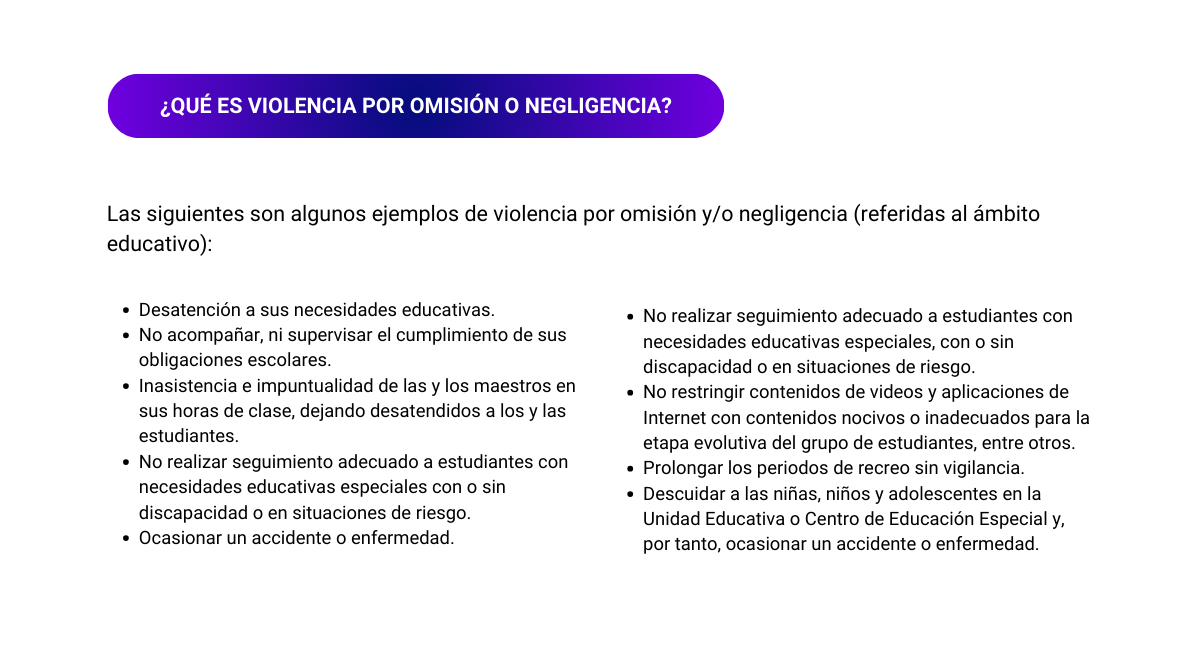 ¿QUÉ ES VIOLENCIA POR OMISIÓN O NEGLIGENCIA?
Las siguientes son algunos ejemplos de violencia por omisión y/o negligencia (referidas al ámbito
educativo):
• Desatención a sus necesidades educativas.
• No acompañar, ni supervisar el cumplimiento de sus
obligaciones escolares.
• Inasistencia e impuntualidad de las y los maestros en
sus horas de clase, dejando desatendidos a los y las
estudiantes.
• No realizar seguimiento adecuado a estudiantes con
necesidades educativas especiales con o sin
discapacidad o en situaciones de riesgo.
• Ocasionar un accidente o enfermedad.
• No realizar seguimiento adecuado a estudiantes con
necesidades educativas especiales, con o sin
discapacidad o en situaciones de riesgo.
• No restringir contenidos de videos y aplicaciones de
Internet con contenidos nocivos o inadecuados para la
etapa evolutiva del grupo de estudiantes, entre otros.
• Prolongar los periodos de recreo sin vigilancia.
• Descuidar a las niñas, niños y adolescentes en la
Unidad Educativa o Centro de Educación Especial y,
por tanto, ocasionar un accidente o enfermedad.